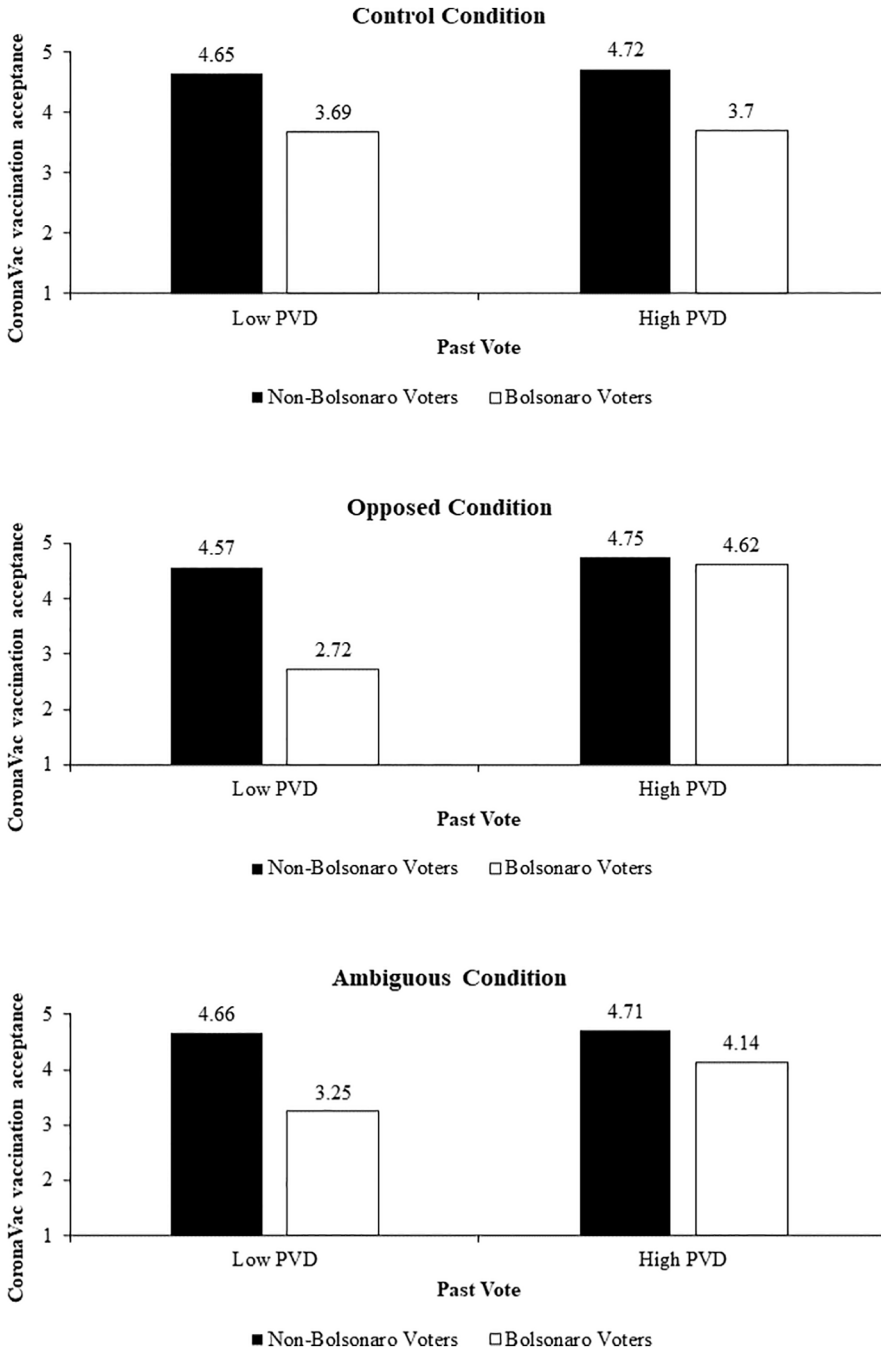 Control Condition
CoronaVac vaccination acceptance
5
4
3
2
1
4.65
3.69
4.72
3.7
Low PVD
High PVD
Past Vote
Non-Bolsonaro Voters
Bolsonaro Voters
Opposed Condition
CoronaVac vaccination acceptance
5
4
3
2
1
4.57
2.72
4.75
4.62
Low PVD
High PVD
Past Vote
Non-Bolsonaro Voters
Bolsonaro Voters
Ambiguous Condition
CoronaVac vaccination acceptance
5
4
3
2
1
4.66
3.25
4.71
4.14
Low PVD
High PVD
Past Vote
Non-Bolsonaro Voters
Bolsonaro Voters